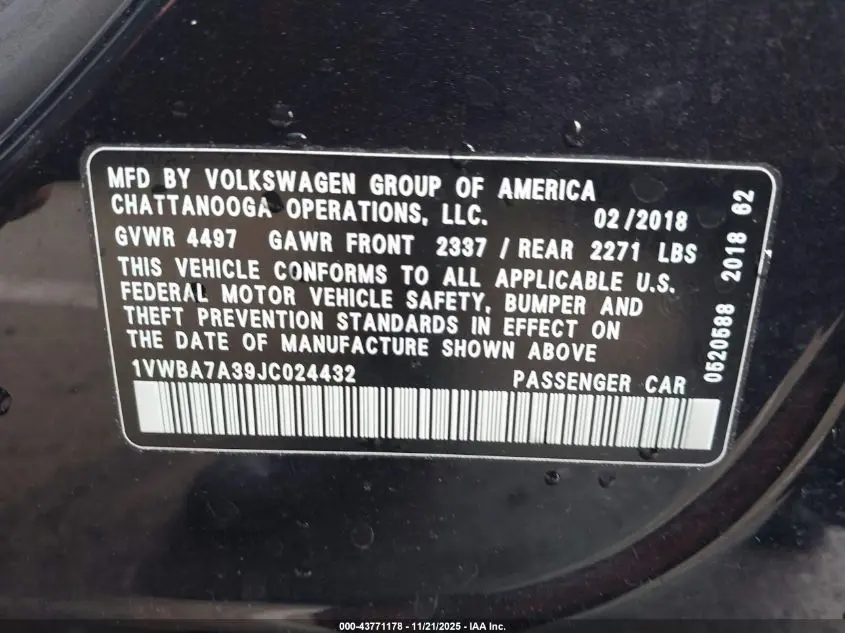 MFD BY VOLKSWAGEN GROUP OF AMERICA
CHATTANOOGA OPERATIONS, LLC. 02/2018
GVWR 4497 GAWR FRONT 2337 / REAR 2271 LBS
THIS VEHICLE CONFORMS TO ALL APPLICABLE U.S.
FEDERAL MOTOR VEHICLE SAFETY, BUMPER AND
THEFT PREVENTION STANDARDS IN EFFECT ON
THE DATE OF MANUFACTURE SHOWN ABOVE
1VWBA7A39JC024432 PASSENGER CAR
0520588 2018 62
000-43771178 - 11/21/2025 - IAA Inc.